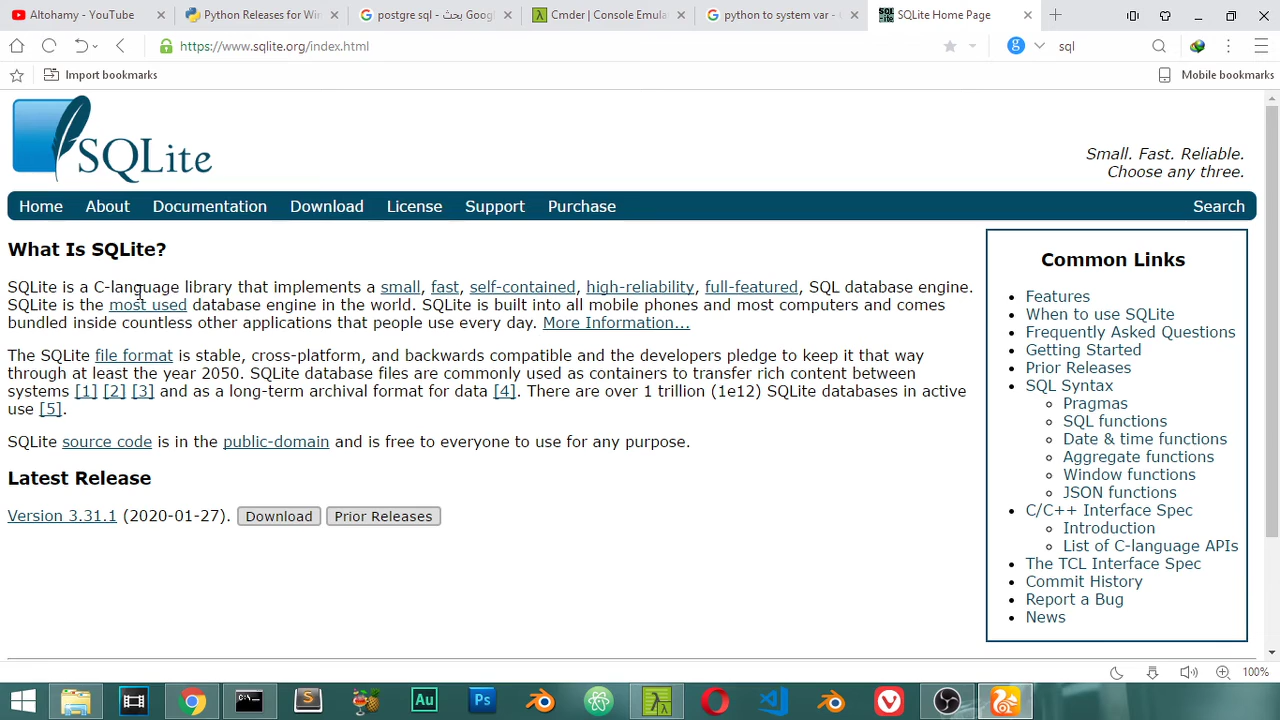 Altohamy - YouTube
Python Releases for Win
postgre sql - بحث Goog
Cmder | Console Emula
python to system var -
SQLite Home Page
https://www.sqlite.org/index.html
sql
Import bookmarks
Mobile bookmarks
SQLite
Small. Fast. Reliable.
Choose any three.
Home About Documentation Download License Support Purchase Search
What Is SQLite?
SQLite is a C-language library that implements a small, fast, self-contained, high-reliability, full-featured, SQL database engine.
SQLite is the most used database engine in the world. SQLite is built into all mobile phones and most computers and comes
bundled inside countless other applications that people use every day. More Information...
The SQLite file format is stable, cross-platform, and backwards compatible and the developers pledge to keep it that way
through at least the year 2050. SQLite database files are commonly used as containers to transfer rich content between
systems [1] [2] [3] and as a long-term archival format for data [4]. There are over 1 trillion (1e12) SQLite databases in active
use [5].
SQLite source code is in the public-domain and is free to everyone to use for any purpose.
Latest Release
Version 3.31.1 (2020-01-27). Download Prior Releases
Common Links
Features
When to use SQLite
Frequently Asked Questions
Getting Started
Prior Releases
SQL Syntax
Pragmas
SQL functions
Date & time functions
Aggregate functions
Window functions
JSON functions
C/C++ Interface Spec
Introduction
List of C-language APIs
The TCL Interface Spec
Commit History
Report a Bug
News
100%
Au
Ps